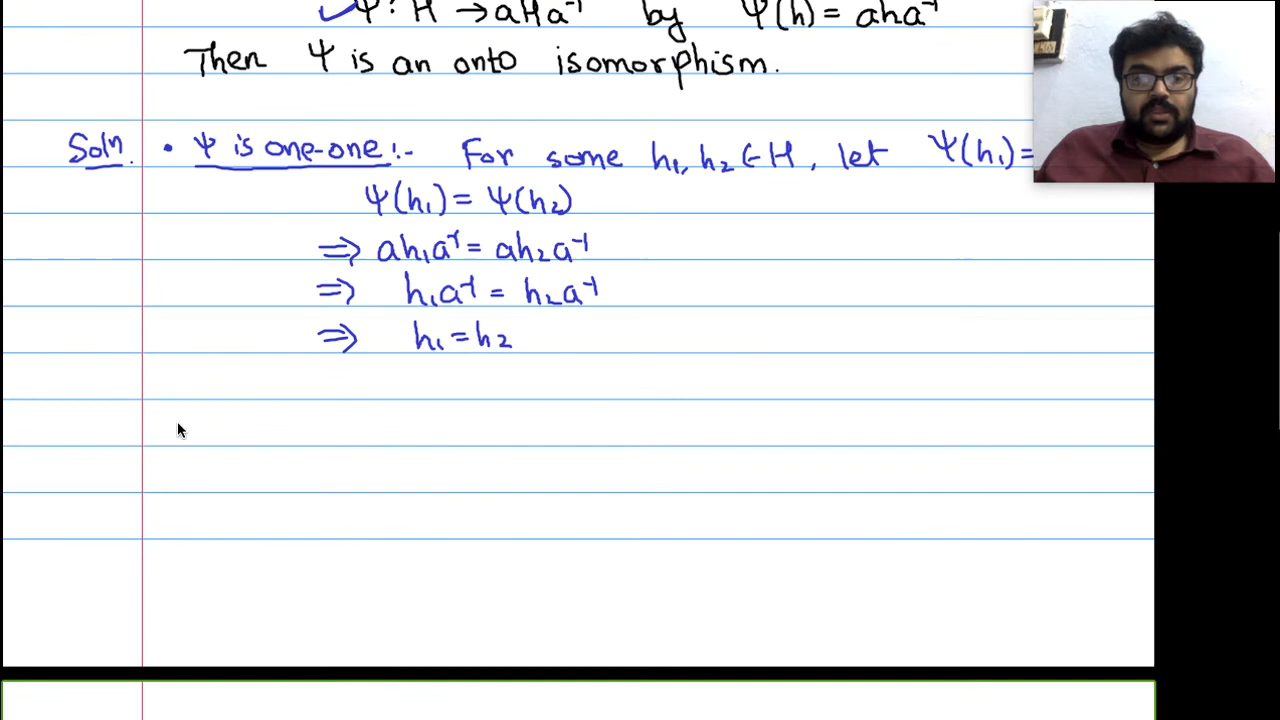 Ψ: H → aHa⁻¹ by Ψ(h) = aha⁻¹
Then Ψ is an onto isomorphism.
Soln. • Ψ is one-one:- For some h₁, h₂ ∈ H, let Ψ(h₁)=
Ψ(h₁) = Ψ(h₂)
⇒ ah₁a⁻¹ = ah₂a⁻¹
⇒ h₁a⁻¹ = h₂a⁻¹
⇒ h₁ = h₂